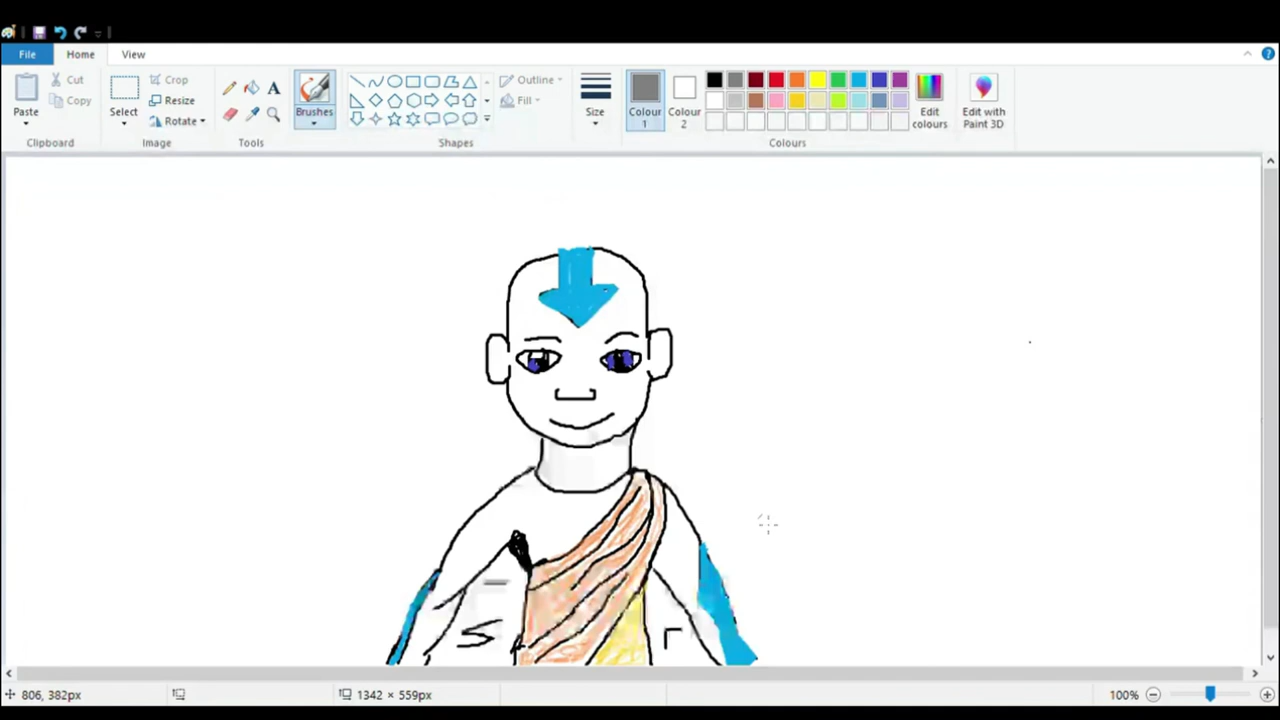 File Home View
Paste
Cut
Copy
Clipboard
Select
Crop
Resize
Rotate
Image
A
Tools
Brushes
Shapes
Outline
Fill
Size
Colour
1
Colour
2
Colours
Edit
colours
Edit with
Paint 3D
806, 382px
1342 × 559px
100%